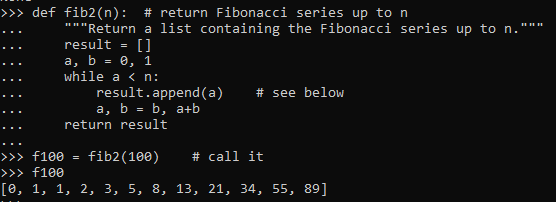 >>> def fib2(n):  # return Fibonacci series up to n
...     """Return a list containing the Fibonacci series up to n."""
...     result = []
...     a, b = 0, 1
...     while a < n:
...         result.append(a)    # see below
...         a, b = b, a+b
...     return result
...
>>> f100 = fib2(100)    # call it
>>> f100
[0, 1, 1, 2, 3, 5, 8, 13, 21, 34, 55, 89]